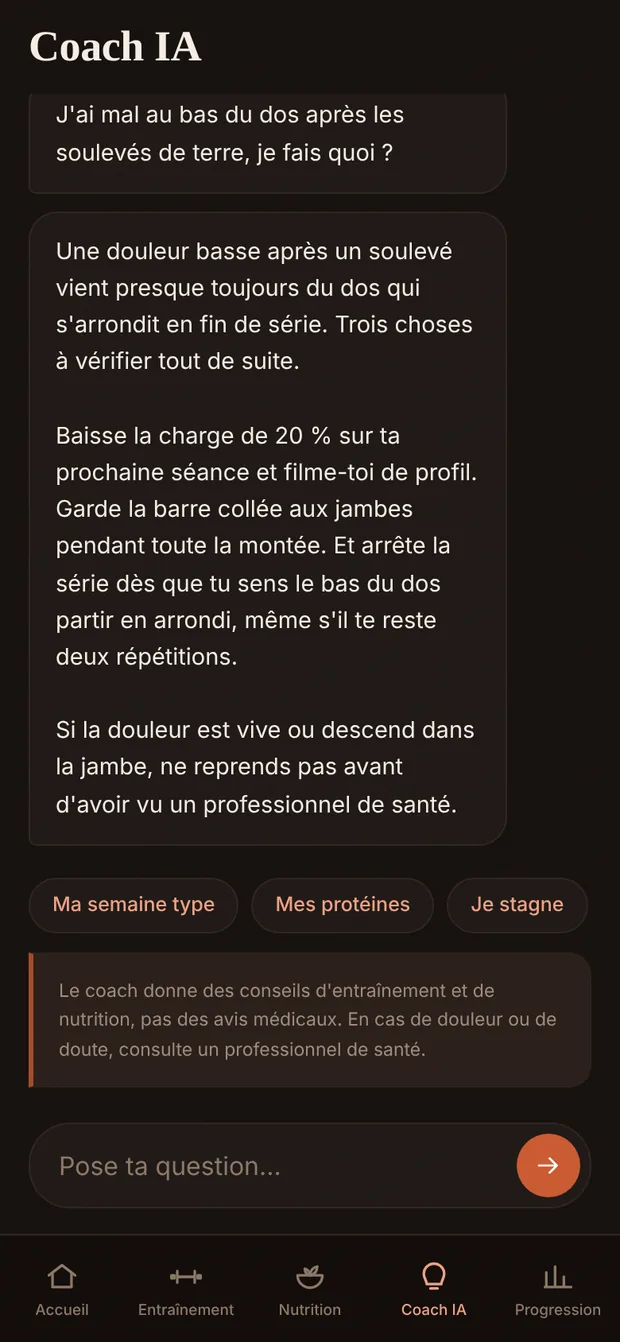 Coach IA
J'ai mal au bas du dos après les
soulevés de terre, je fais quoi ?
Une douleur basse après un soulevé
vient presque toujours du dos qui
s'arrondit en fin de série. Trois choses
à vérifier tout de suite.
Baisse la charge de 20 % sur ta
prochaine séance et filme-toi de profil.
Garde la barre collée aux jambes
pendant toute la montée. Et arrête la
série dès que tu sens le bas du dos
partir en arrondi, même s'il te reste
deux répétitions.
Si la douleur est vive ou descend dans
la jambe, ne reprends pas avant
d'avoir vu un professionnel de santé.
Ma semaine type Mes protéines Je stagne
Le coach donne des conseils d'entraînement et de
nutrition, pas des avis médicaux. En cas de douleur ou de
doute, consulte un professionnel de santé.
Pose ta question...
Accueil Entraînement Nutrition Coach IA Progression